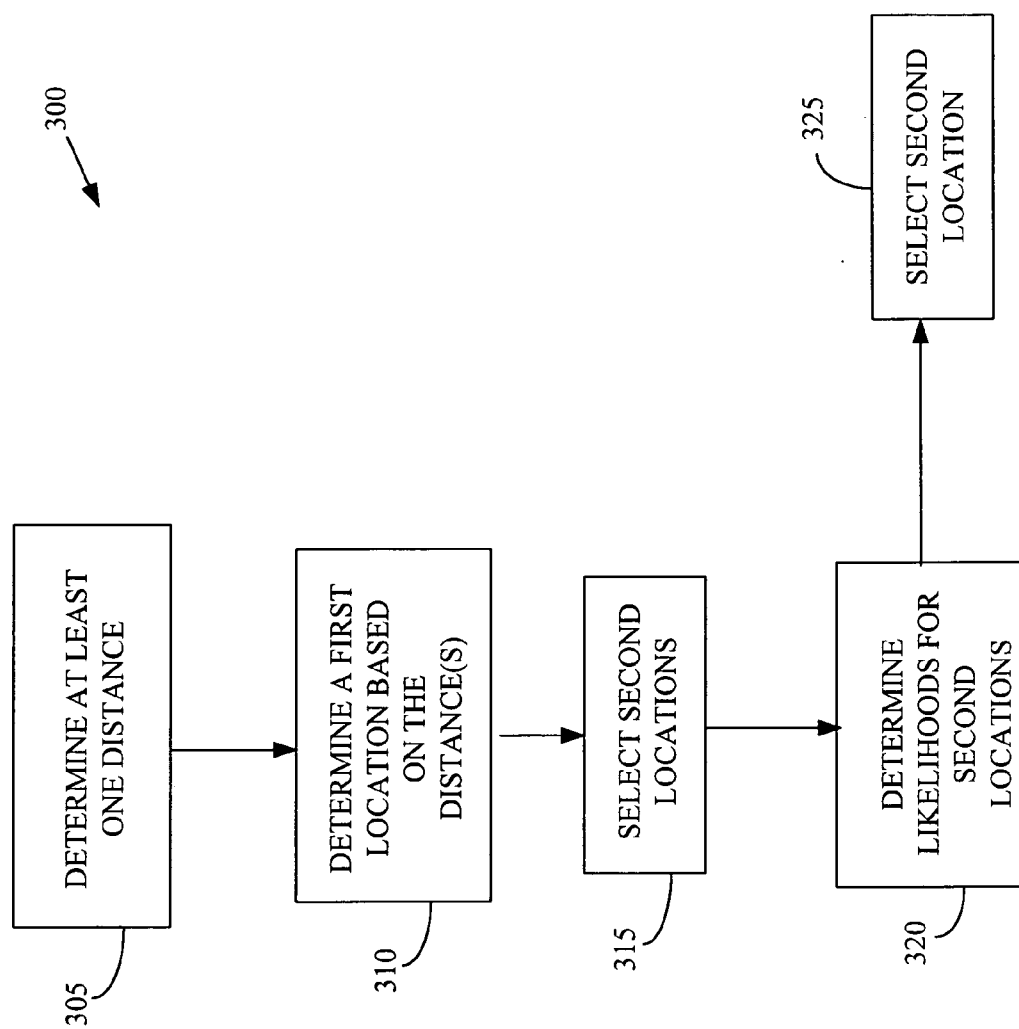 300
305
DETERMINE AT LEAST
ONE DISTANCE
310
DETERMINE A FIRST
LOCATION BASED
ON THE
DISTANCE(S)
315
SELECT SECOND
LOCATIONS
320
DETERMINE
LIKELIHOODS FOR
SECOND
LOCATIONS
325
SELECT SECOND
LOCATION